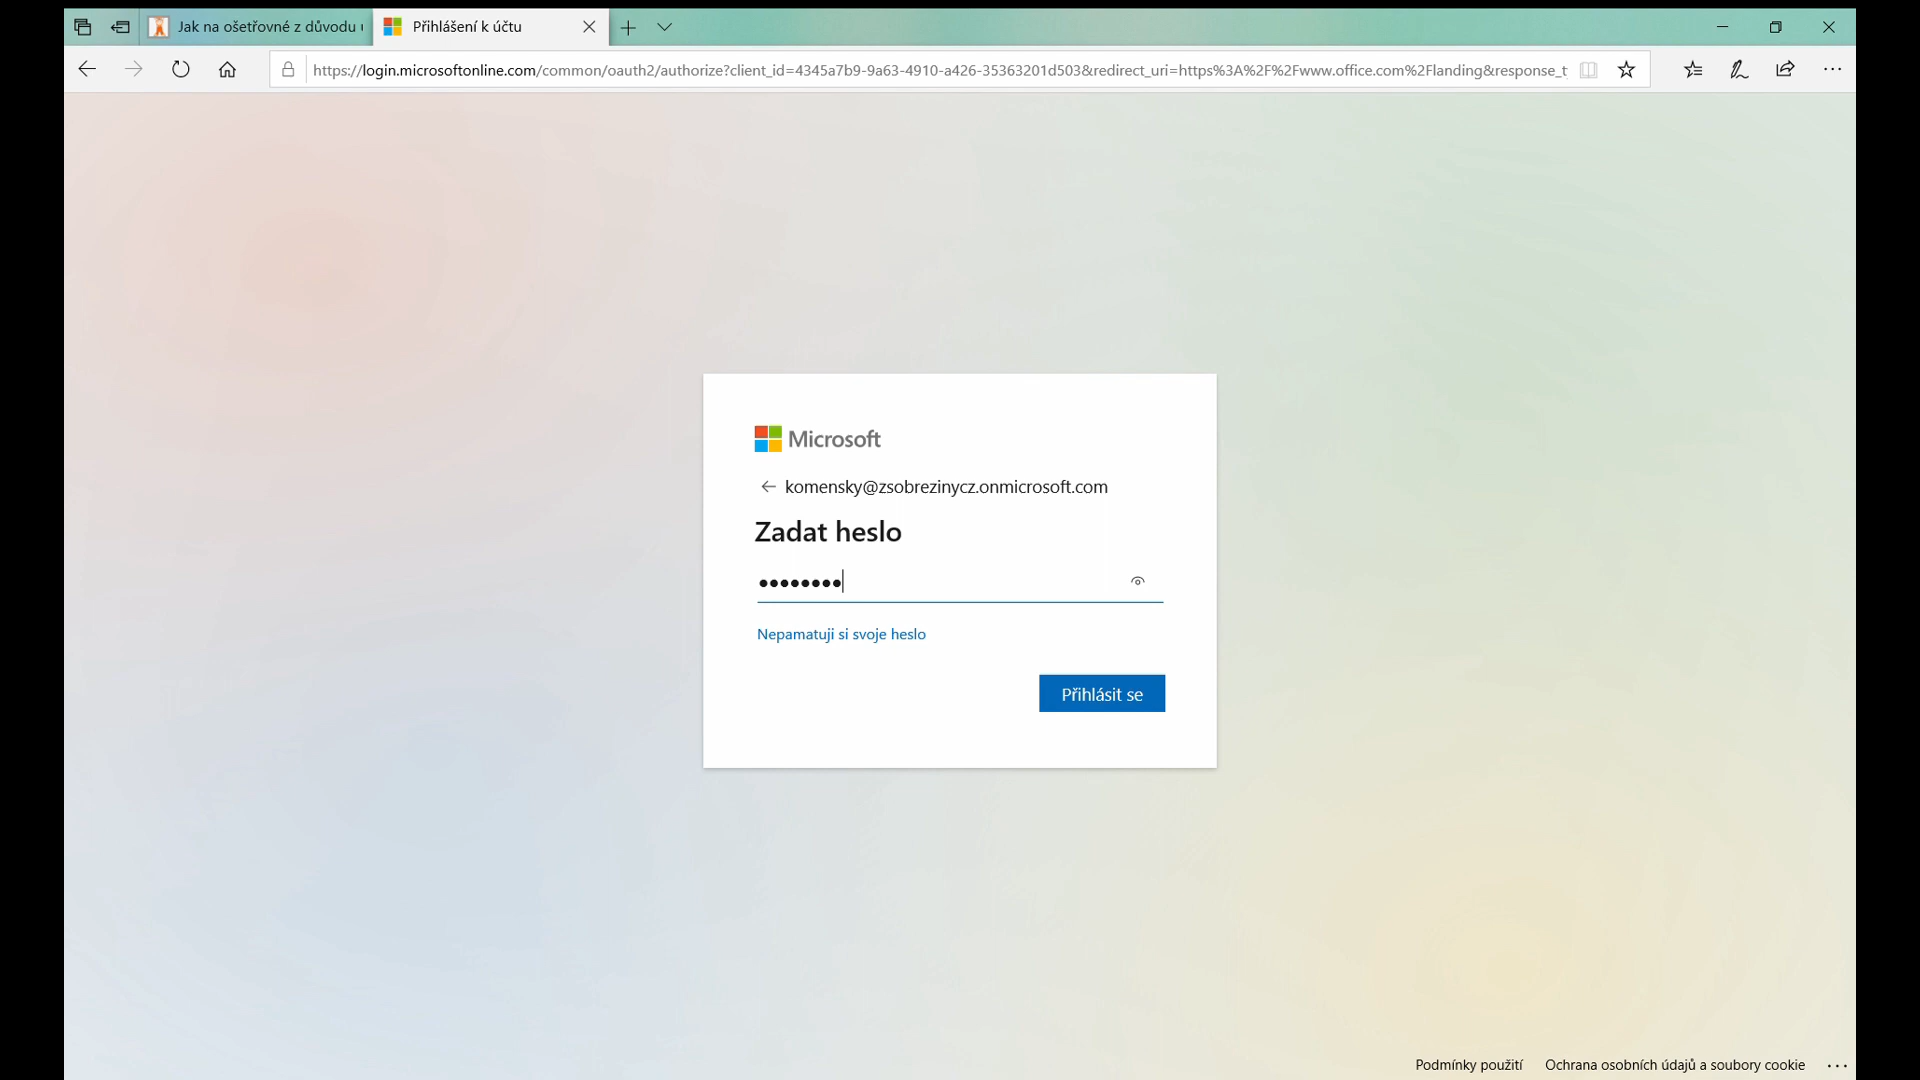 Jak na ošetřovné z důvodu
Přihlášení k účtu
https://login.microsoftonline.com/common/oauth2/authorize?client_id=4345a7b9-9a63-4910-a426-35363201d503&redirect_uri=https%3A%2F%2Fwww.office.com%2Flanding&response_t
Microsoft
komensky@zsobrezinycz.onmicrosoft.com
Zadat heslo
Nepamatuji si svoje heslo
Přihlásit se
Podmínky použití Ochrana osobních údajů a soubory cookie